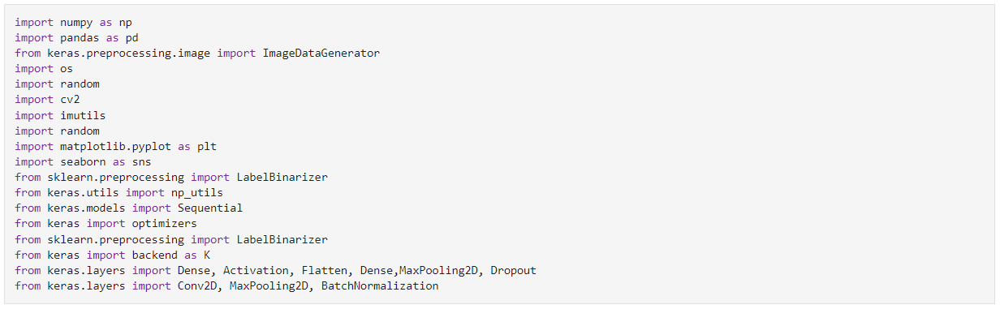 import numpy as np
import pandas as pd
from keras.preprocessing.image import ImageDataGenerator
import os
import random
import cv2
import imutils
import random
import matplotlib.pyplot as plt
import seaborn as sns
from sklearn.preprocessing import LabelBinarizer
from keras.utils import np_utils
from keras.models import Sequential
from keras import optimizers
from sklearn.preprocessing import LabelBinarizer
from keras import backend as K
from keras.layers import Dense, Activation, Flatten, Dense,MaxPooling2D, Dropout
from keras.layers import Conv2D, MaxPooling2D, BatchNormalization